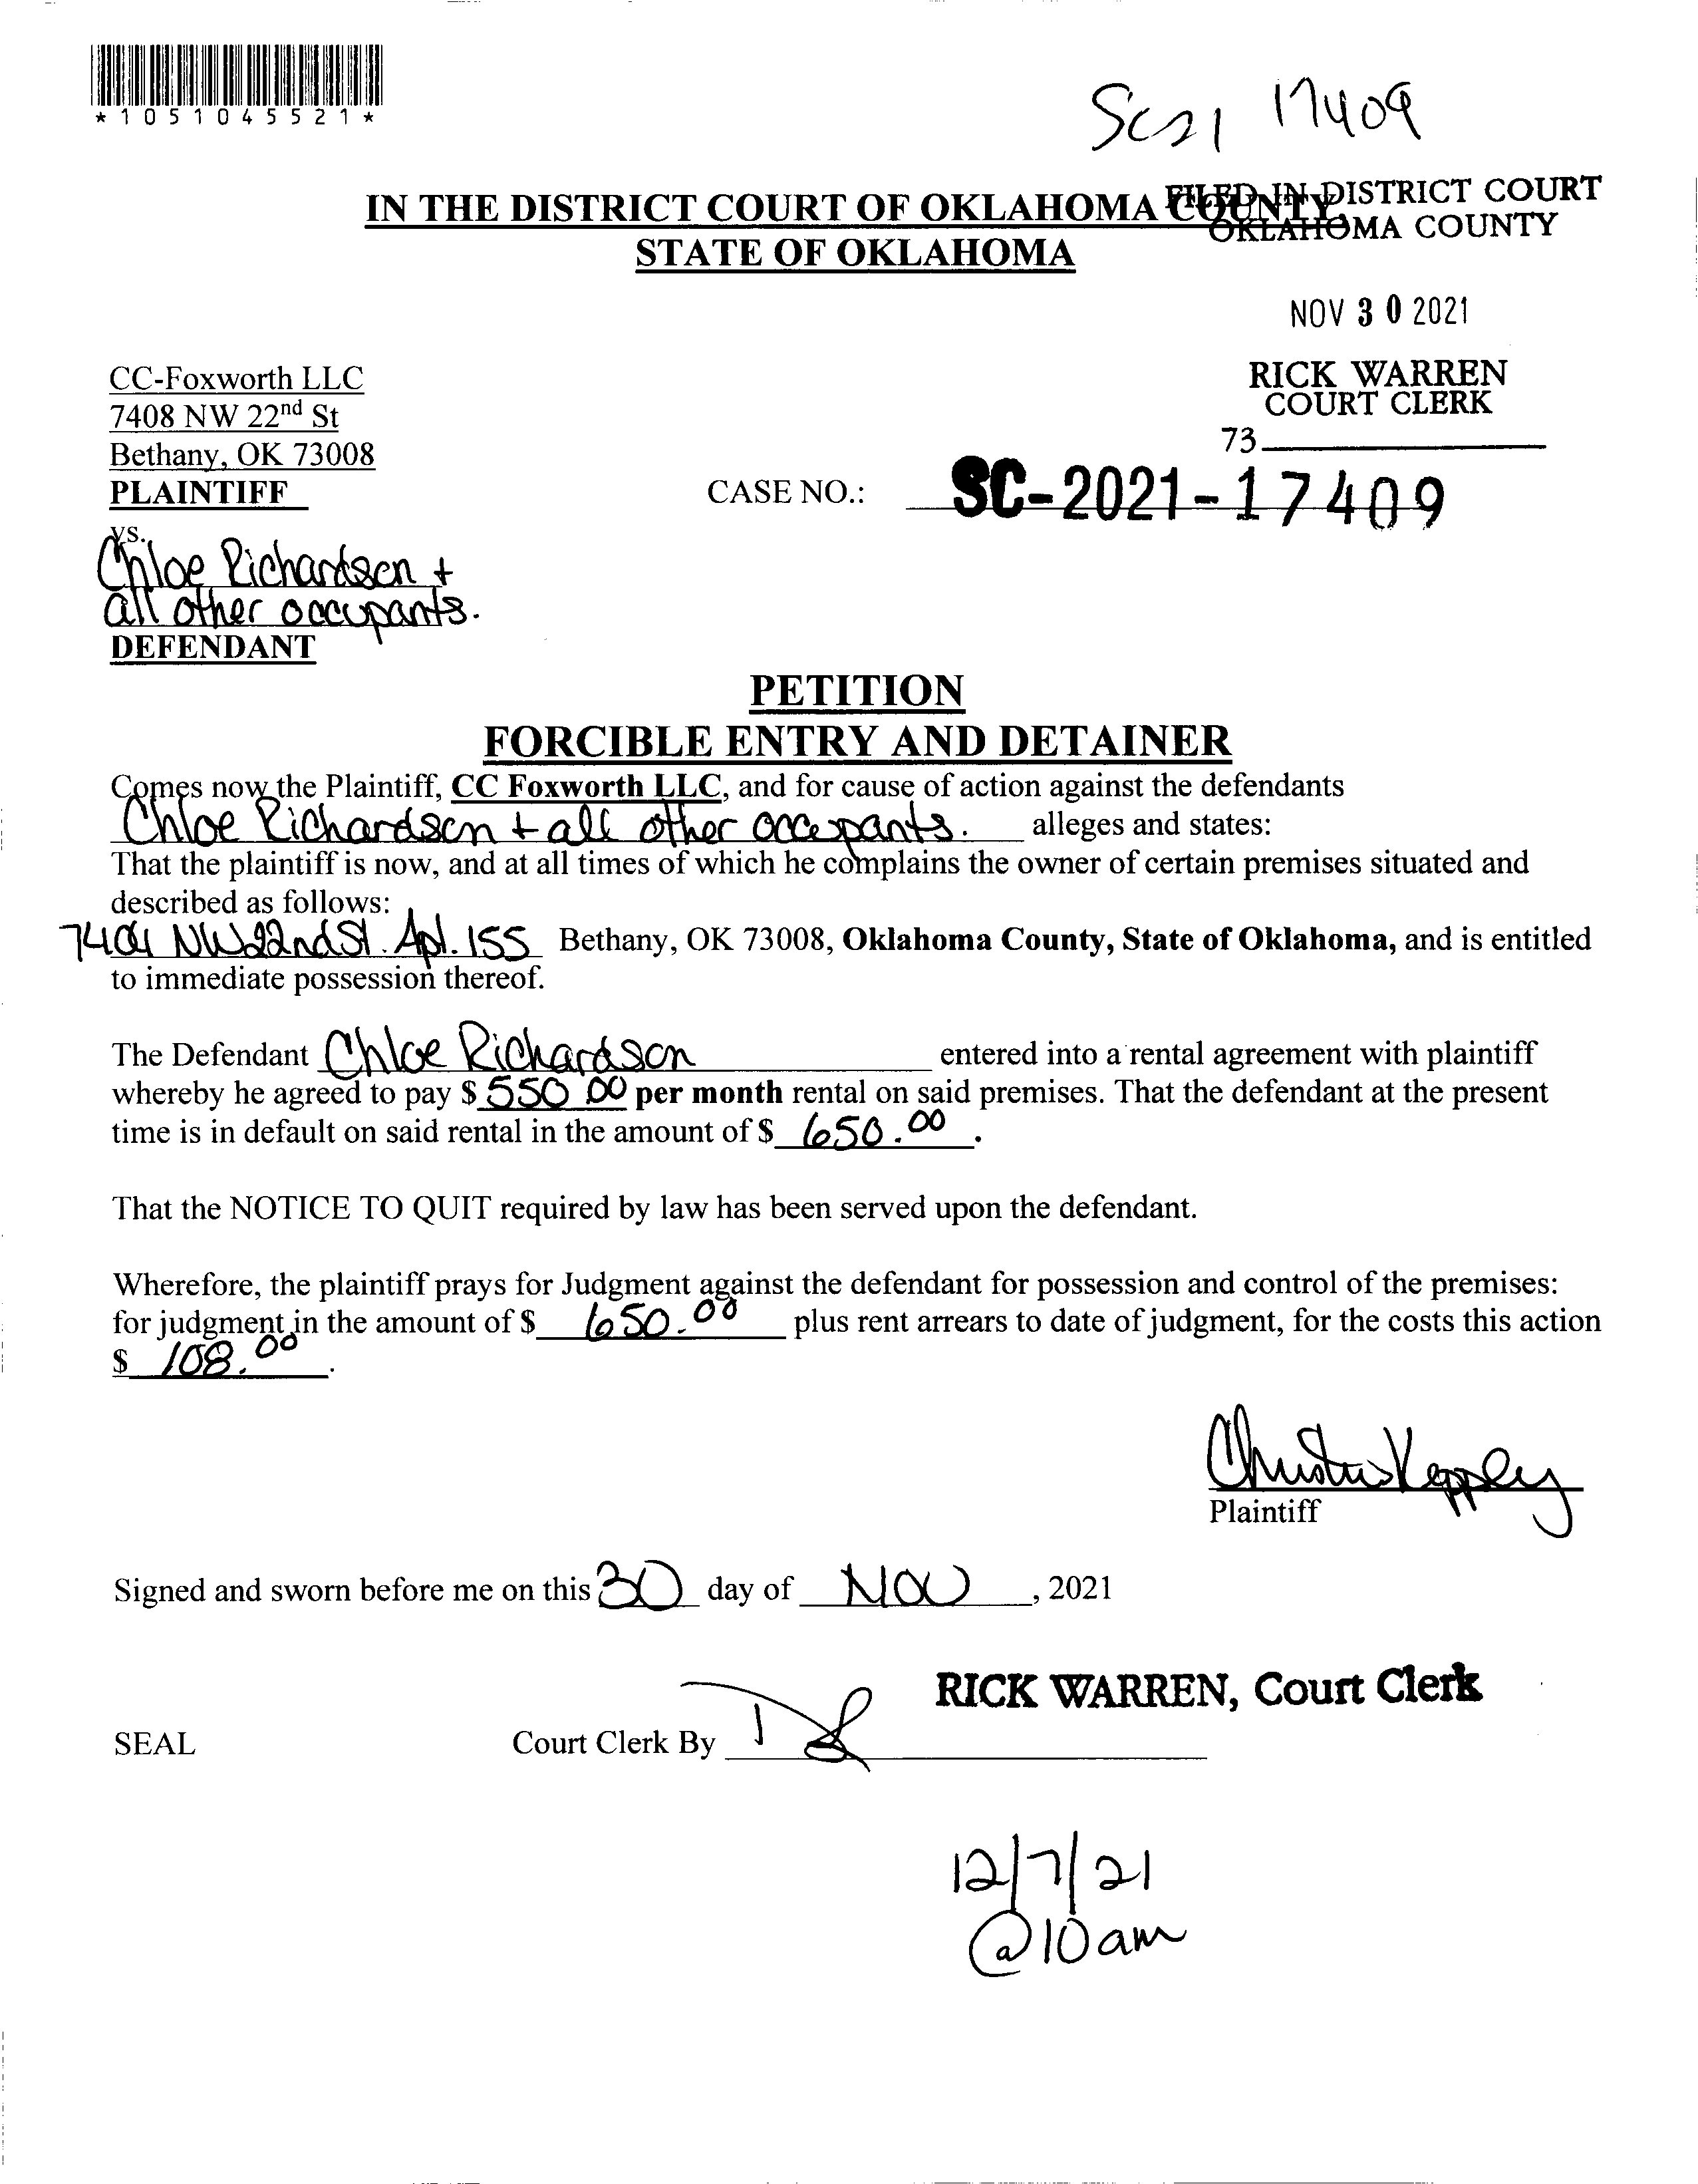 *1051045521*
SC21 17409
IN THE DISTRICT COURT OF OKLAHOMA COUNTY,
STATE OF OKLAHOMA
FILED IN DISTRICT COURT
OKLAHOMA COUNTY
NOV 30 2021
RICK WARREN
COURT CLERK
73
CC-Foxworth LLC
7408 NW 22nd St
Bethany, OK 73008
PLAINTIFF
CASE NO.: SC-2021-17409
vs.
Chloe Richardson +
all other occupants.
DEFENDANT
PETITION
FORCIBLE ENTRY AND DETAINER
Comes now the Plaintiff, CC Foxworth LLC, and for cause of action against the defendants
Chloe Richardson + all other occupants. alleges and states:
That the plaintiff is now, and at all times of which he complains the owner of certain premises situated and
described as follows:
7404 NW 22nd St. Apt. 155 Bethany, OK 73008, Oklahoma County, State of Oklahoma, and is entitled
to immediate possession thereof.
The Defendant Chloe Richardson entered into a rental agreement with plaintiff
whereby he agreed to pay $ 550.00 per month rental on said premises. That the defendant at the present
time is in default on said rental in the amount of $ 650.00.
That the NOTICE TO QUIT required by law has been served upon the defendant.
Wherefore, the plaintiff prays for Judgment against the defendant for possession and control of the premises:
for judgment in the amount of $ 650.00 plus rent arrears to date of judgment, for the costs this action
$ 108.00.
Plaintiff
Signed and sworn before me on this 30 day of NOV, 2021
RICK WARREN, Court Clerk
SEAL Court Clerk By
12/7/21
@10am